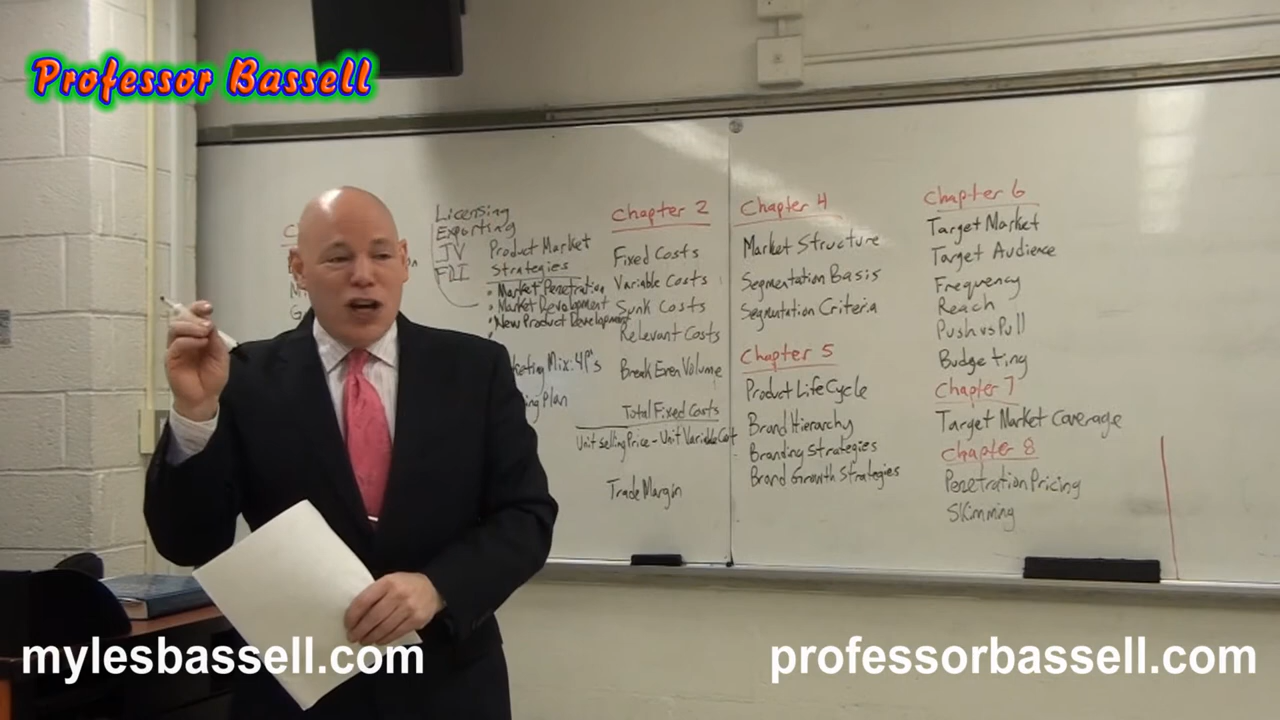 Professor Bassell
Licensing
Exporting
JV
FDI
Product Market
Strategies
• Market Penetration
• Market Development
• New Product Development
Mix: 4P's
Plan
Chapter 2
Fixed Costs
Variable Costs
Sunk Costs
Relevant Costs
Break Even Volume
Total Fixed Costs
Unit selling Price - Unit Variable Cost
Trade Margin
Chapter 4
Market Structure
Segmentation Basis
Segmentation Criteria
Chapter 5
Product Life Cycle
Brand Hierarchy
Branding Strategies
Brand Growth Strategies
Chapter 6
Target Market
Target Audience
Frequency
Reach
Push vs Pull
Budgeting
Chapter 7
Target Market Coverage
Chapter 8
Penetration Pricing
Skimming
mylesbassell.com
professorbassell.com